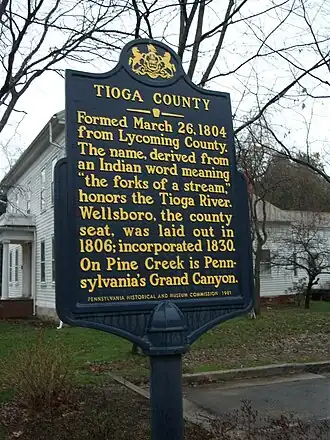 TIOGA COUNTY
Formed March 26, 1804
from Lycoming County.
The name, derived from
an Indian word meaning
"the forks of a stream,"
honors the Tioga River.
Wellsboro, the county
seat, was laid out in
1806; incorporated 1830.
On Pine Creek is Penn-
sylvania's Grand Canyon.
PENNSYLVANIA HISTORICAL AND MUSEUM COMMISSION 1981